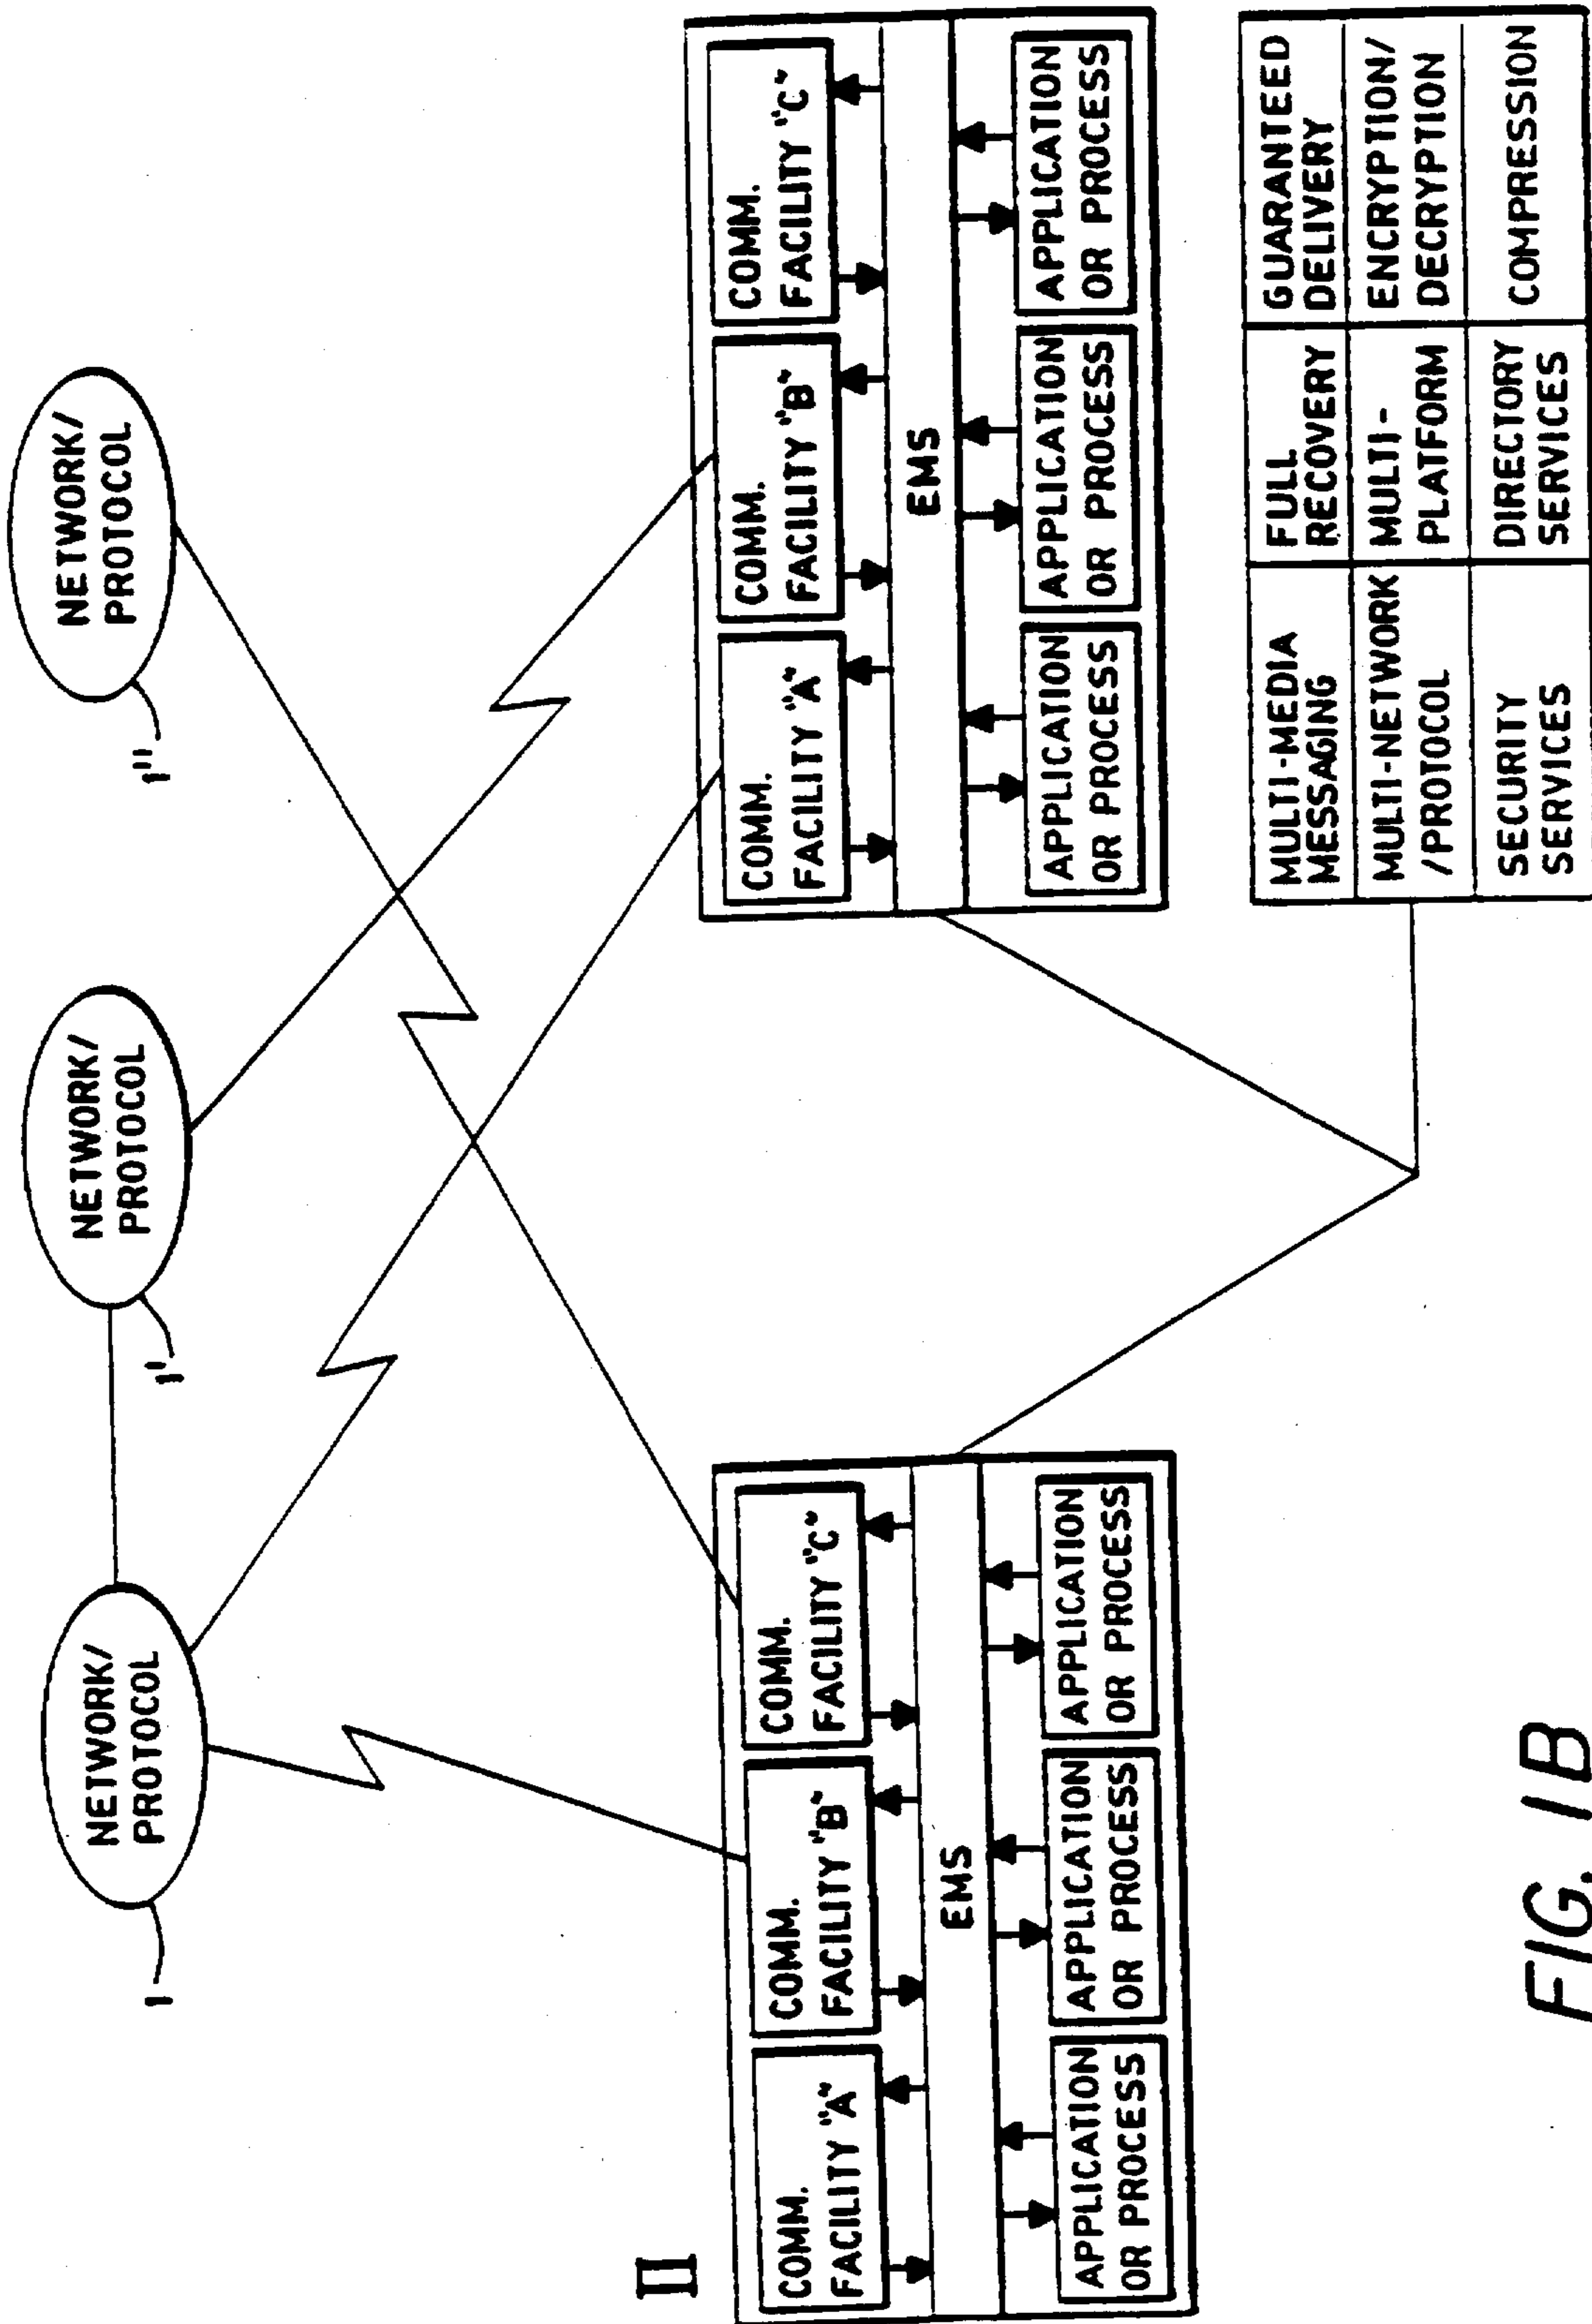 NETWORK/
PROTOCOL
1
NETWORK/
PROTOCOL
1'
NETWORK/
PROTOCOL
1"
II
COMM.
FACILITY "A"
COMM.
FACILITY "B"
COMM.
FACILITY "C"
EMS
APPLICATION
OR PROCESS
APPLICATION
OR PROCESS
APPLICATION
OR PROCESS
COMM.
FACILITY "A"
COMM.
FACILITY "B"
COMM.
FACILITY "C"
EMS
APPLICATION
OR PROCESS
APPLICATION
OR PROCESS
APPLICATION
OR PROCESS
MULTI-MEDIA
MESSAGING
FULL
RECOVERY
GUARANTEED
DELIVERY
MULTI-NETWORK
/PROTOCOL
MULTI-
PLATFORM
ENCRYPTION/
DECRYPTION
SECURITY
SERVICES
DIRECTORY
SERVICES
COMPRESSION
FIG. 1B